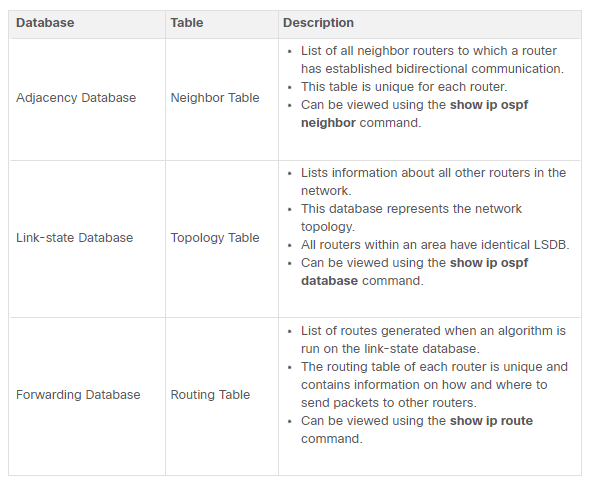 Database Table Description
Adjacency Database
Neighbor Table
• List of all neighbor routers to which a router
has established bidirectional communication.
• This table is unique for each router.
• Can be viewed using the show ip ospf
neighbor command.
Link-state Database
Topology Table
• Lists information about all other routers in the
network.
• This database represents the network
topology.
• All routers within an area have identical LSDB.
• Can be viewed using the show ip ospf
database command.
Forwarding Database
Routing Table
• List of routes generated when an algorithm is
run on the link-state database.
• The routing table of each router is unique and
contains information on how and where to
send packets to other routers.
• Can be viewed using the show ip route
command.